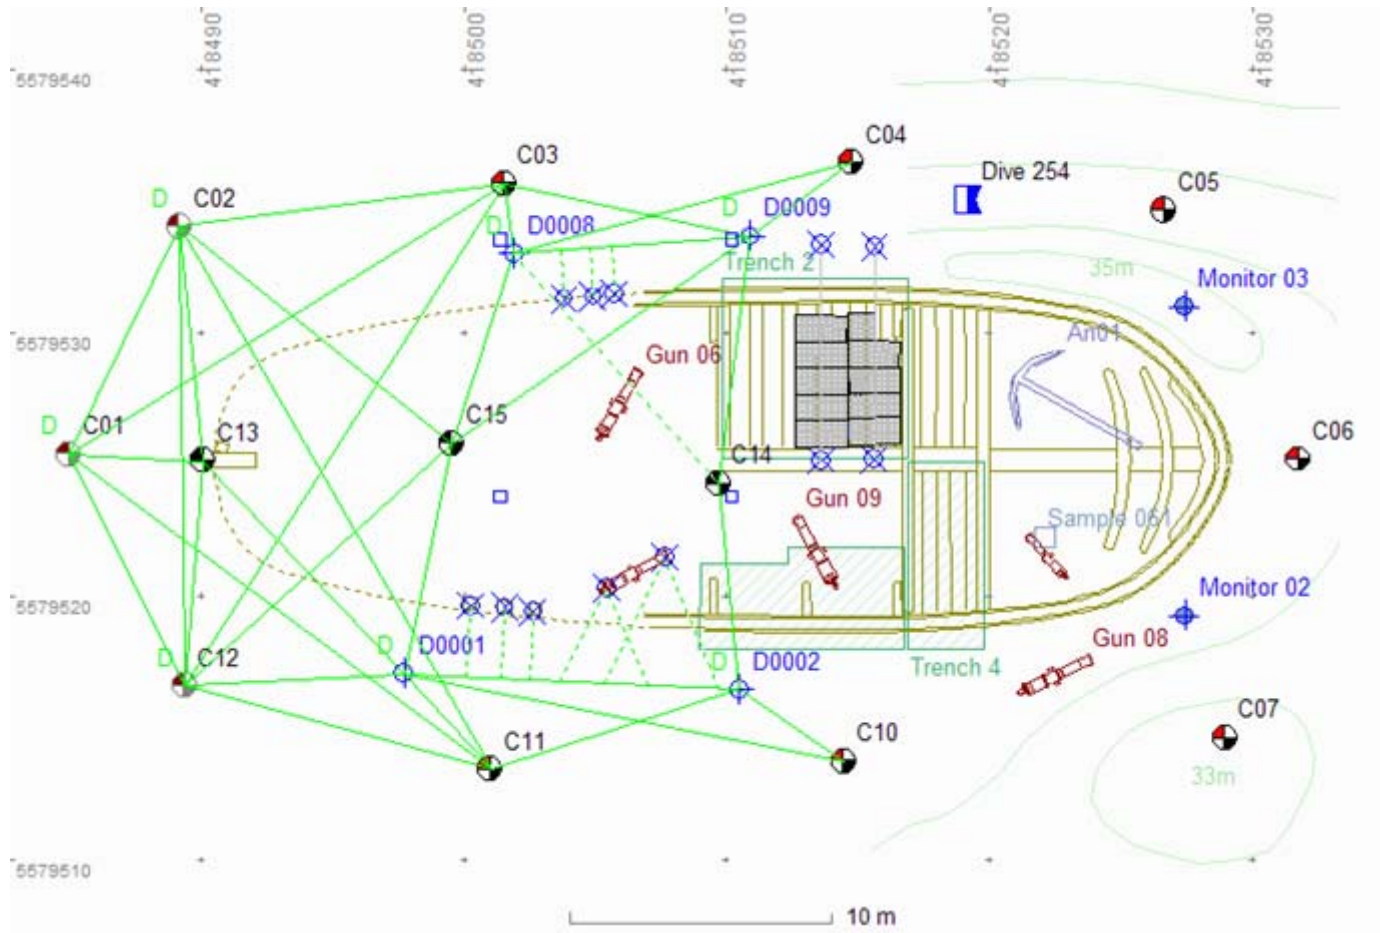 418490
418500
418510
418520
418530
5579540
C04
C03
Dive 254
D
C02
C05
D
D0008
D
D0009
Trench 2
35m
Monitor 03
5579530
An01
Gun 06
D
C01
C13
C15
C06
C14
Gun 09
Sample 061
5579520
Monitor 02
D
C12
D
D0001
D
D0002
Trench 4
Gun 08
C07
C11
C10
33m
5579510
10 m